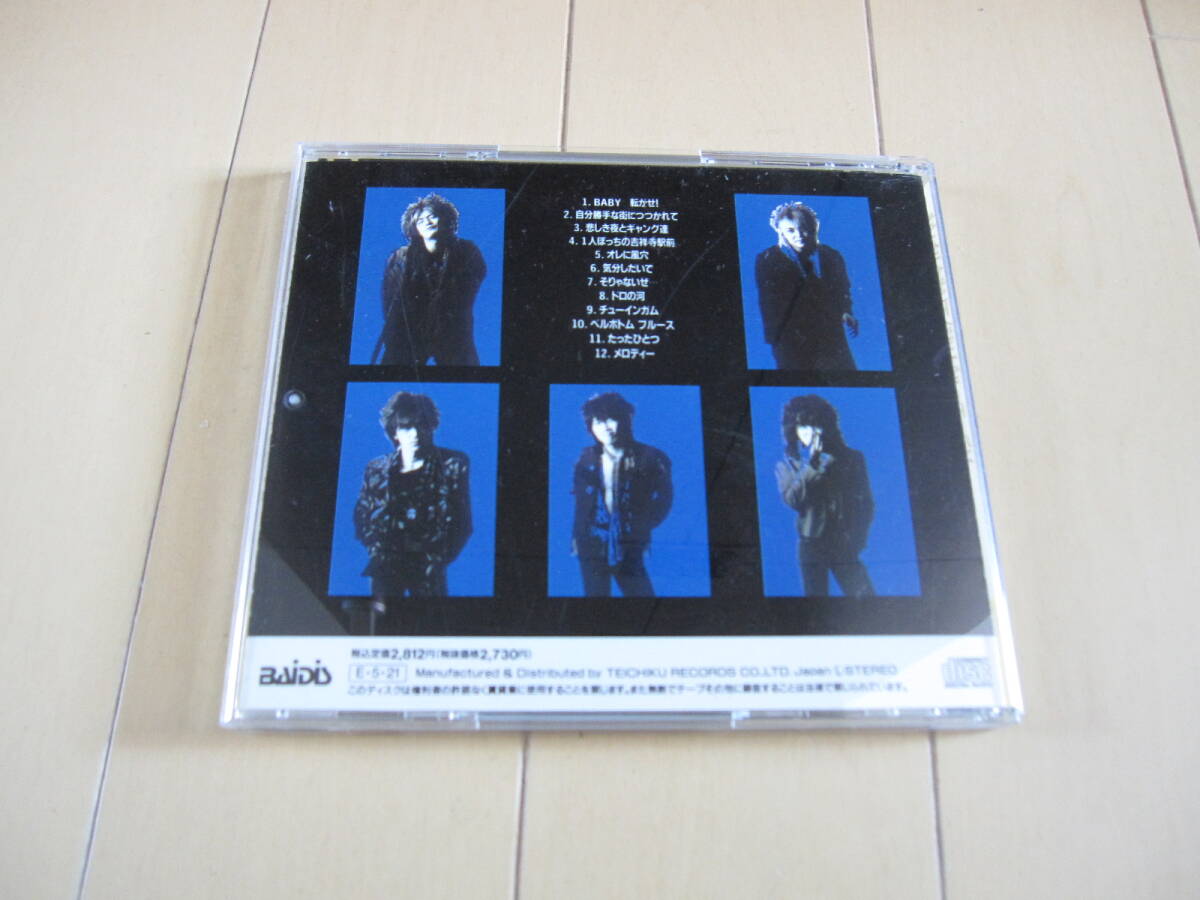 1. BABY 転かせ!
2. 自分勝手な街につつかれて
3. 悲しき夜とギャング達
4. 1人ぼっちの吉祥寺駅前
5. オレに風穴
6. 気分したいで
7. そりゃないぜ
8. ドロの河
9. チューインガム
10. ベルボトム ブルース
11. たったひとつ
12. メロディー
BAIDIS
税込定価2,812円(税抜価格2,730円)
E・5・21 Manufactured & Distributed by TEICHIKU RECORDS CO.,LTD. Japan L-STEREO
このディスクは権利者の許諾なく賃貸業に使用することを禁じます。また無断でテープその他に録音することは法律で禁じられています。